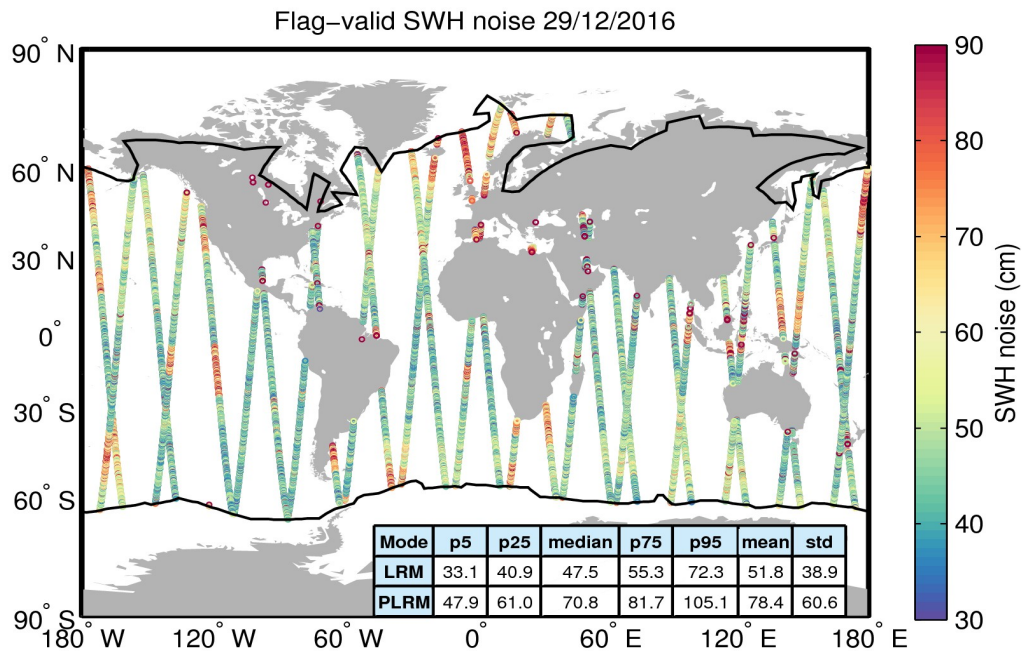 Flag–valid SWH noise 29/12/2016
90° N
60° N
30° N
0°
30° S
60° S
90° S
180° W
120° W
60° W
0°
60° E
120° E
180° E
Mode p5 p25 median p75 p95 mean std
LRM 33.1 40.9 47.5 55.3 72.3 51.8 38.9
PLRM 47.9 61.0 70.8 81.7 105.1 78.4 60.6
90
80
70
60
50
40
30
SWH noise (cm)